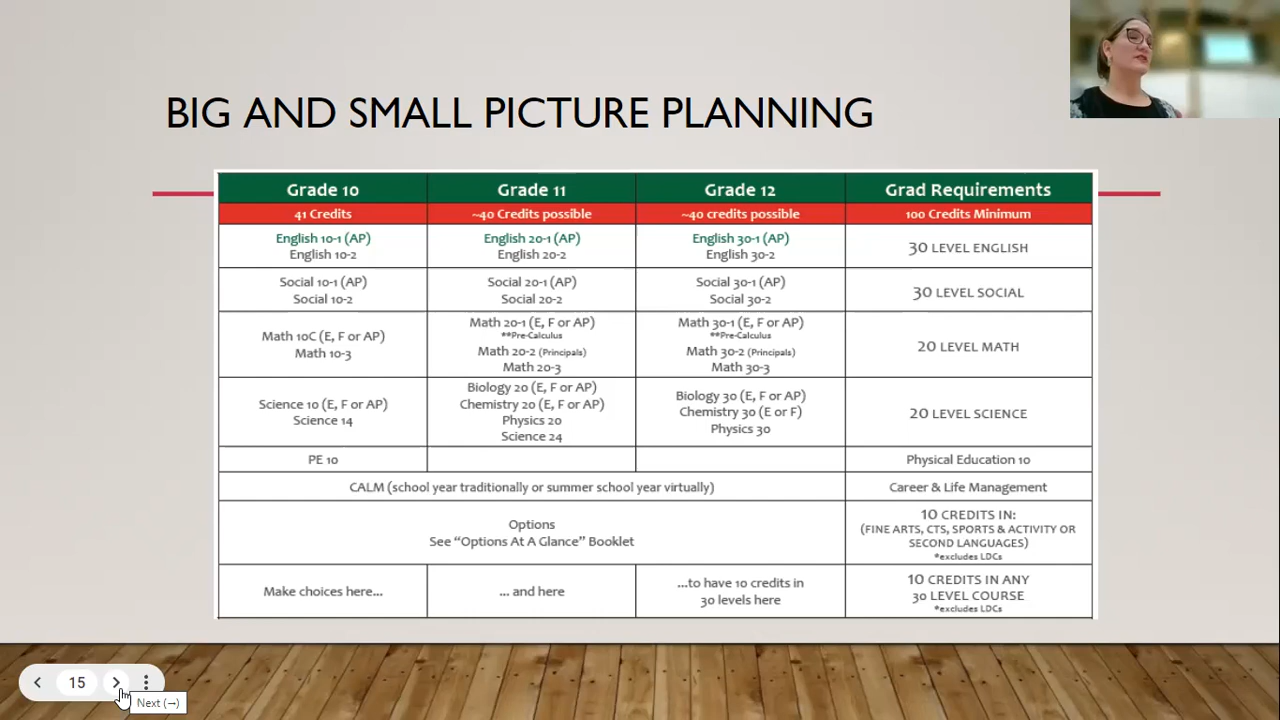 BIG AND SMALL PICTURE PLANNING
Grade 10 Grade 11 Grade 12 Grad Requirements
41 Credits ~40 Credits possible ~40 credits possible 100 Credits Minimum
English 10-1 (AP)
English 10-2
English 20-1 (AP)
English 20-2
English 30-1 (AP)
English 30-2
30 LEVEL ENGLISH
Social 10-1 (AP)
Social 10-2
Social 20-1 (AP)
Social 20-2
Social 30-1 (AP)
Social 30-2
30 LEVEL SOCIAL
Math 10C (E, F or AP)
Math 10-3
Math 20-1 (E, F or AP)
**Pre-Calculus
Math 20-2 (Principals)
Math 20-3
Math 30-1 (E, F or AP)
**Pre-Calculus
Math 30-2 (Principals)
Math 30-3
20 LEVEL MATH
Science 10 (E, F or AP)
Science 14
Biology 20 (E, F or AP)
Chemistry 20 (E, F or AP)
Physics 20
Science 24
Biology 30 (E, F or AP)
Chemistry 30 (E or F)
Physics 30
20 LEVEL SCIENCE
PE 10
Physical Education 10
CALM (school year traditionally or summer school year virtually)
Career & Life Management
Options
See “Options At A Glance” Booklet
10 CREDITS IN:
(FINE ARTS, CTS, SPORTS & ACTIVITY OR
SECOND LANGUAGES)
*excludes LDCs
Make choices here...
... and here
...to have 10 credits in
30 levels here
10 CREDITS IN ANY
30 LEVEL COURSE
*excludes LDCs
15
Next (→)